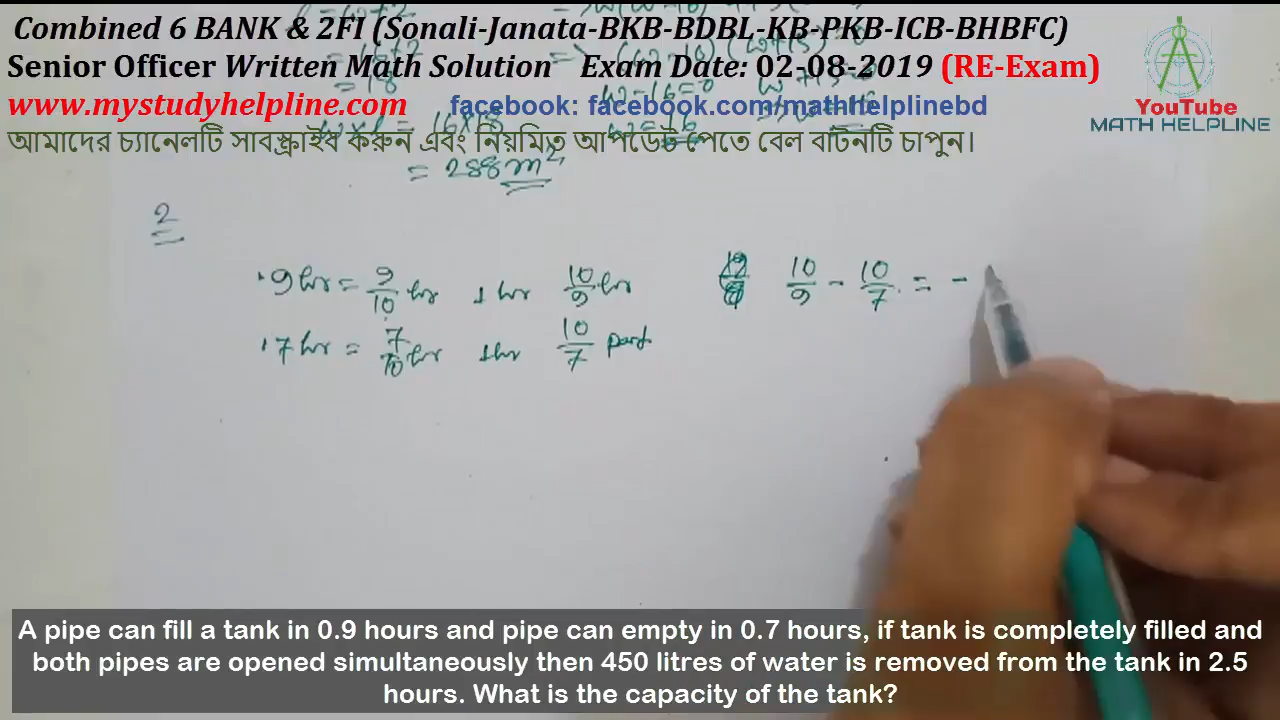 Combined 6 BANK & 2FI (Sonali-Janata-BKB-BDBL-KB-PKB-ICB-BHBFC)
Senior Officer Written Math Solution Exam Date: 02-08-2019 (RE-Exam)
www.mystudyhelpline.com facebook: facebook.com/mathhelplinebd
YouTube
MATH HELPLINE
আমাদের চ্যানেলটি সাবস্ক্রাইব করুন এবং নিয়মিত আপডেট পেতে বেল বাটনটি চাপুন।
= 288 m²
2
.9 hr = 9/10 hr 1 hr 10/9 hr 10/9 - 10/7 = -
.7 hr = 7/10 hr 1 hr 10/7 part
A pipe can fill a tank in 0.9 hours and pipe can empty in 0.7 hours, if tank is completely filled and
both pipes are opened simultaneously then 450 litres of water is removed from the tank in 2.5
hours. What is the capacity of the tank?